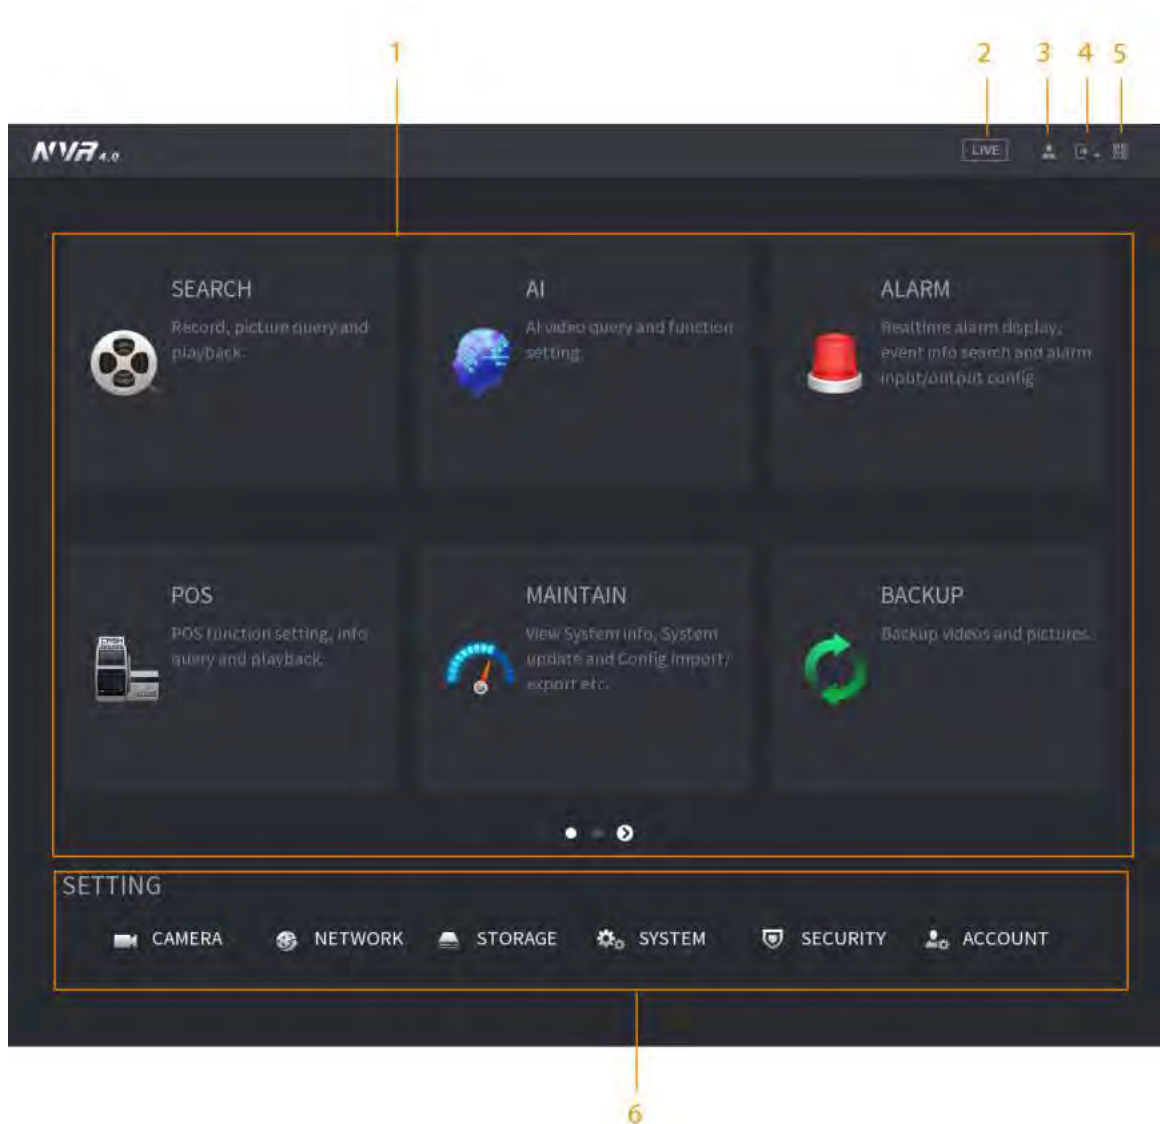 1
2 3 4 5
NVR 4.0
LIVE
SEARCH
Record, picture query and
playback
AI
AI video query and function
setting
ALARM
Realtime alarm display,
event info search and alarm
input/output config
POS
POS function setting, info
query and playback
MAINTAIN
View System info, System
update and Config import/
export etc.
BACKUP
Backup videos and pictures.
SETTING
CAMERA NETWORK STORAGE SYSTEM SECURITY ACCOUNT
6